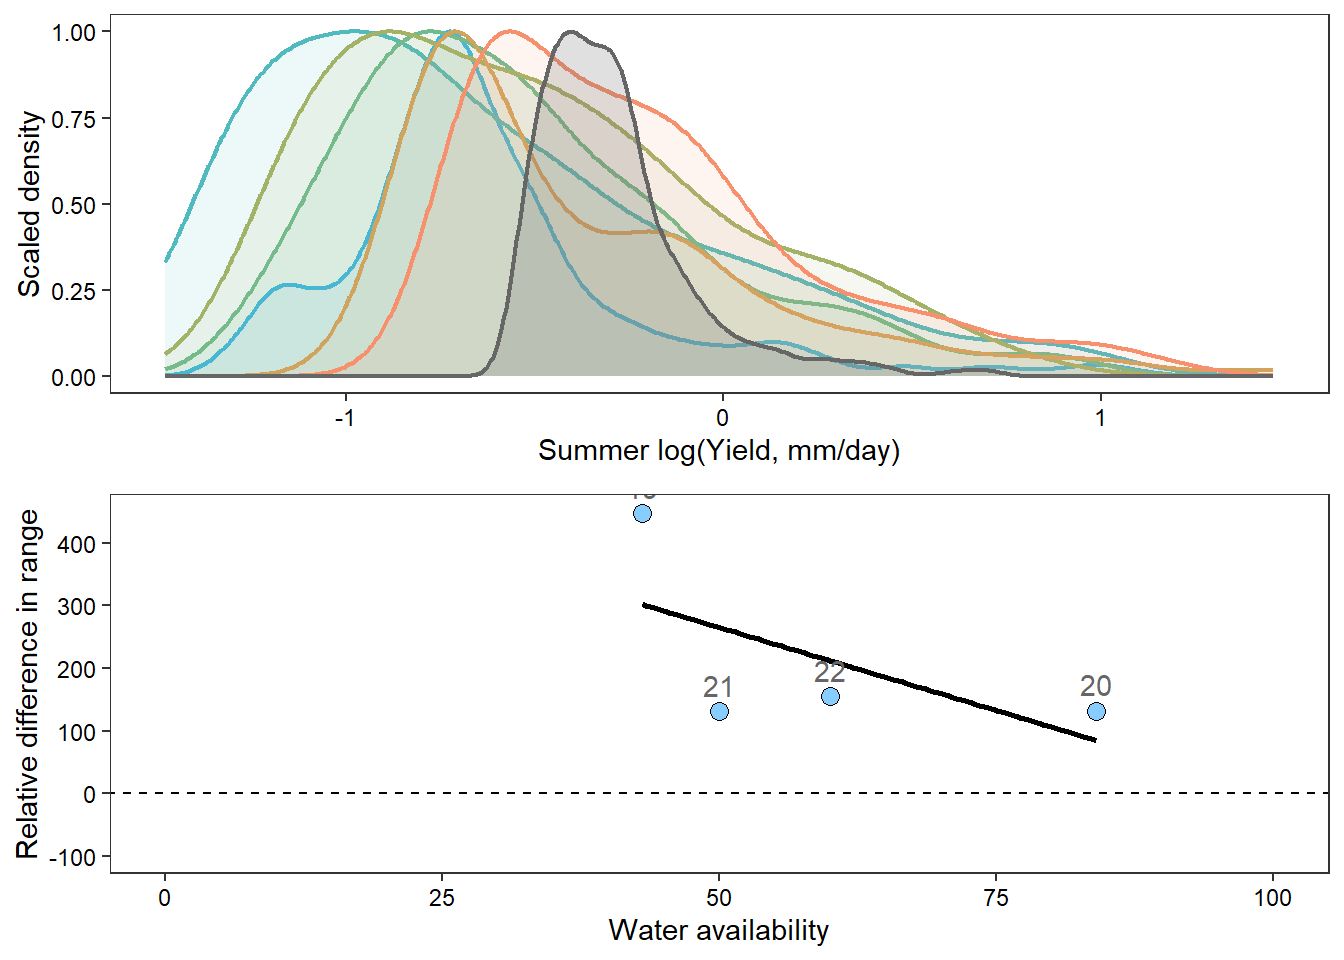 1.00
0.75
0.50
0.25
0.00
Scaled density
-1 0 1
Summer log(Yield, mm/day)
400
300
200
100
0
-100
Relative difference in range
21
22
20
0 25 50 75 100
Water availability